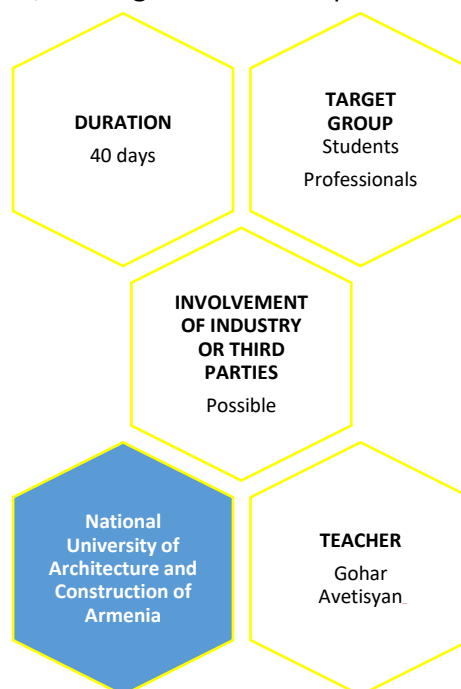 DURATION
40 days
TARGET
GROUP
Students
Professionals
INVOLVEMENT
OF INDUSTRY
OR THIRD
PARTIES
Possible
National
University of
Architecture and
Construction of
Armenia
TEACHER
Gohar
Avetisyan